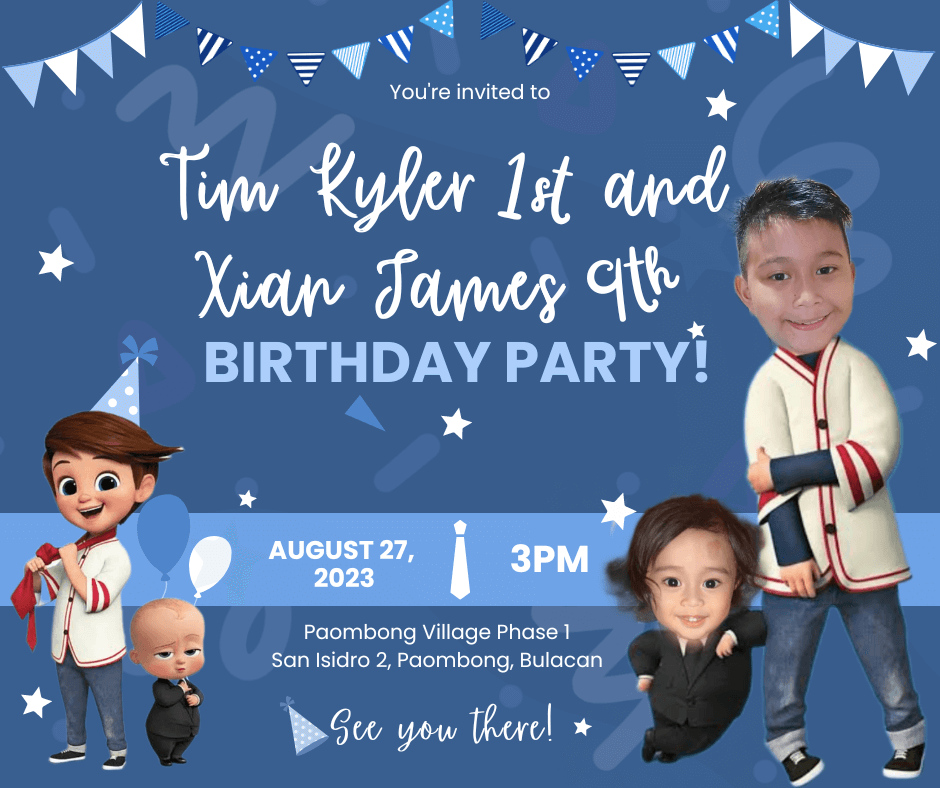 You're invited to
Tim Kyler 1st and
Xian James 9th
BIRTHDAY PARTY!
AUGUST 27,
2023
3PM
Paombong Village Phase 1
San Isidro 2, Paombong, Bulacan
See you there!